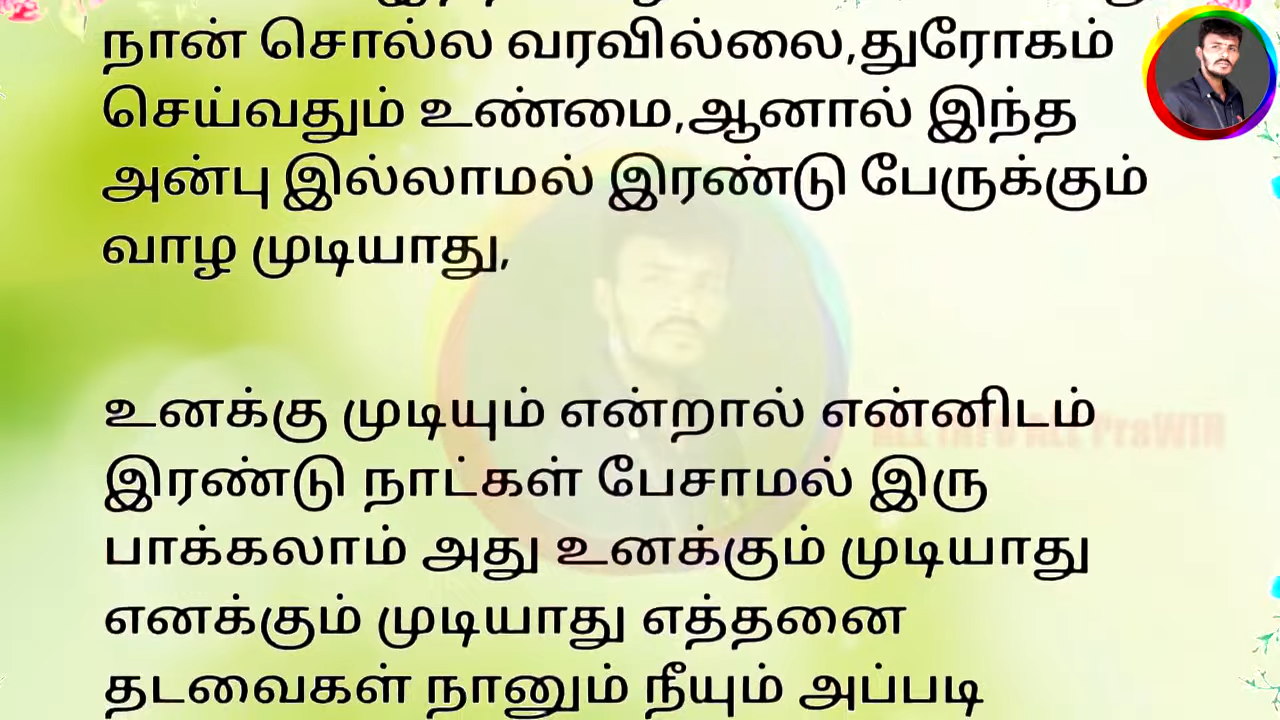 நான் சொல்ல வரவில்லை,துரோகம்
செய்வதும் உண்மை,ஆனால் இந்த
அன்பு இல்லாமல் இரண்டு பேருக்கும்
வாழ முடியாது,
உனக்கு முடியும் என்றால் என்னிடம்
இரண்டு நாட்கள் பேசாமல் இரு
பாக்கலாம் அது உனக்கும் முடியாது
எனக்கும் முடியாது எத்தனை
தடவைகள் நானும் நீயும் அப்படி